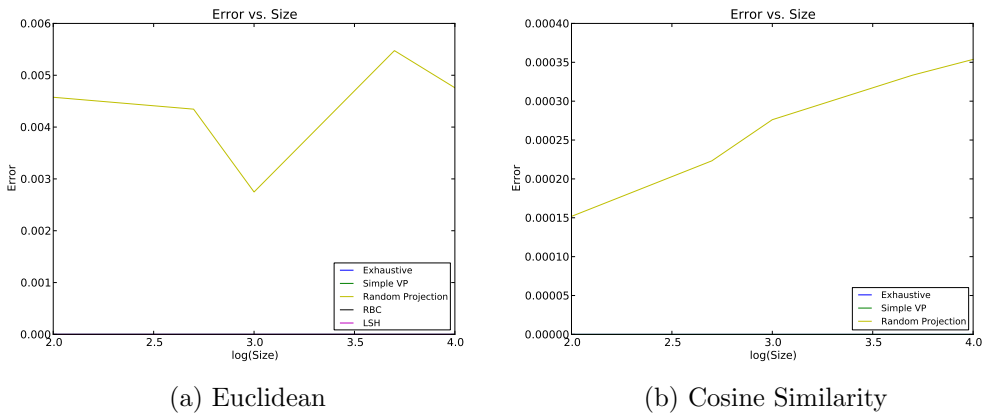 Error vs. Size
0.006
0.005
0.004
0.003
0.002
0.001
0.000
Error
2.0 2.5 3.0 3.5 4.0
log(Size)
Exhaustive
Simple VP
Random Projection
RBC
LSH
(a) Euclidean
Error vs. Size
0.00040
0.00035
0.00030
0.00025
0.00020
0.00015
0.00010
0.00005
0.00000
Error
2.0 2.5 3.0 3.5 4.0
log(Size)
Exhaustive
Simple VP
Random Projection
(b) Cosine Similarity